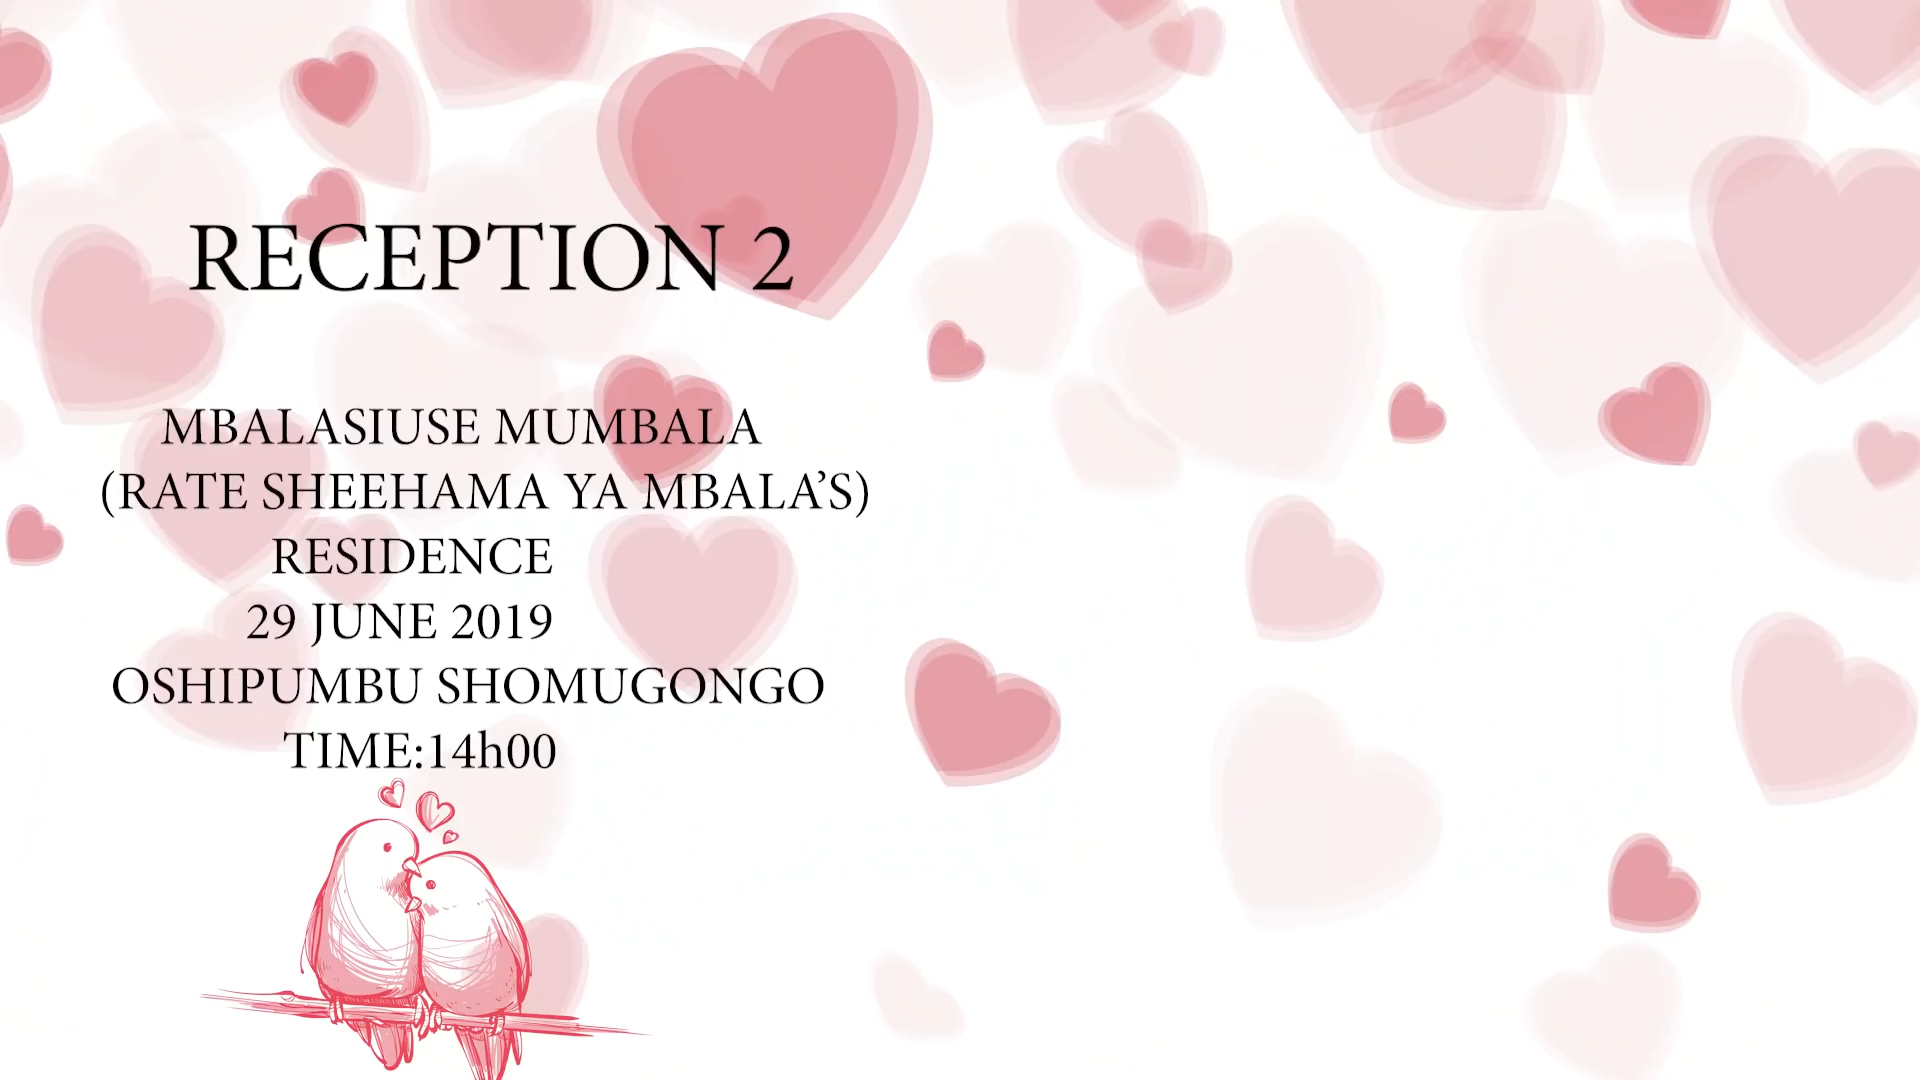 RECEPTION 2
MBALASIUSE MUMBALA
(RATE SHEEHAMA YA MBALA’S)
RESIDENCE
29 JUNE 2019
OSHIPUMBU SHOMUGONGO
TIME:14h00